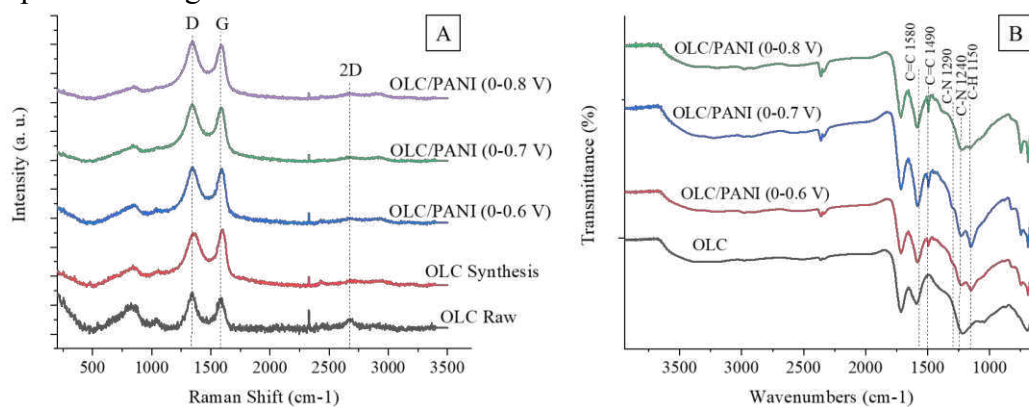 A
D
G
2D
OLC/PANI (0-0.8 V)
OLC/PANI (0-0.7 V)
OLC/PANI (0-0.6 V)
OLC Synthesis
OLC Raw
Intensity (a. u.)
500
1000
1500
2000
2500
3000
3500
Raman Shift (cm-1)
B
OLC/PANI (0-0.8 V)
OLC/PANI (0-0.7 V)
OLC/PANI (0-0.6 V)
OLC
C=C 1580
C=C 1490
C-N 1290
C-N 1240
C-H 1150
Transmittance (%)
3500
3000
2500
2000
1500
1000
Wavenumbers (cm-1)